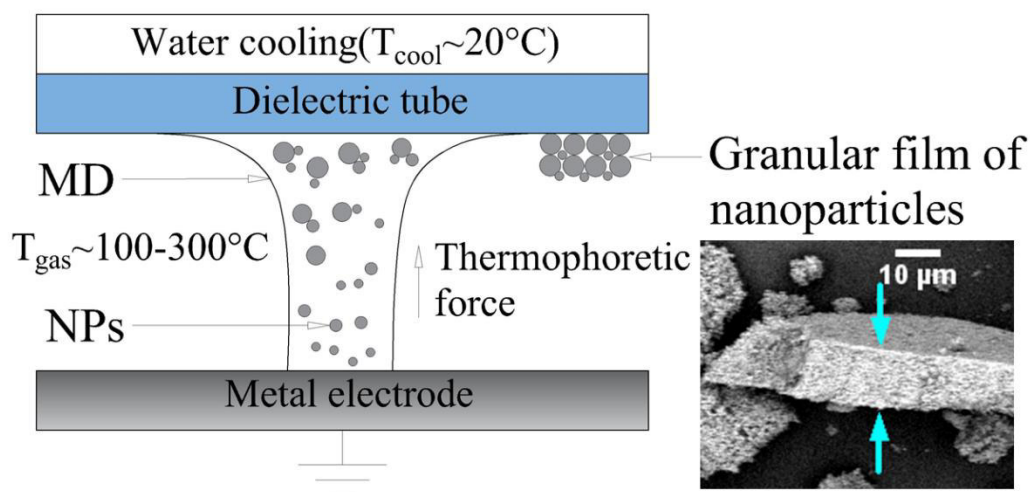 Water cooling(Tcool~20°C)
Dielectric tube
MD
Tgas~100-300°C
NPs
Thermophoretic
force
Metal electrode
Granular film of
nanoparticles
10 µm